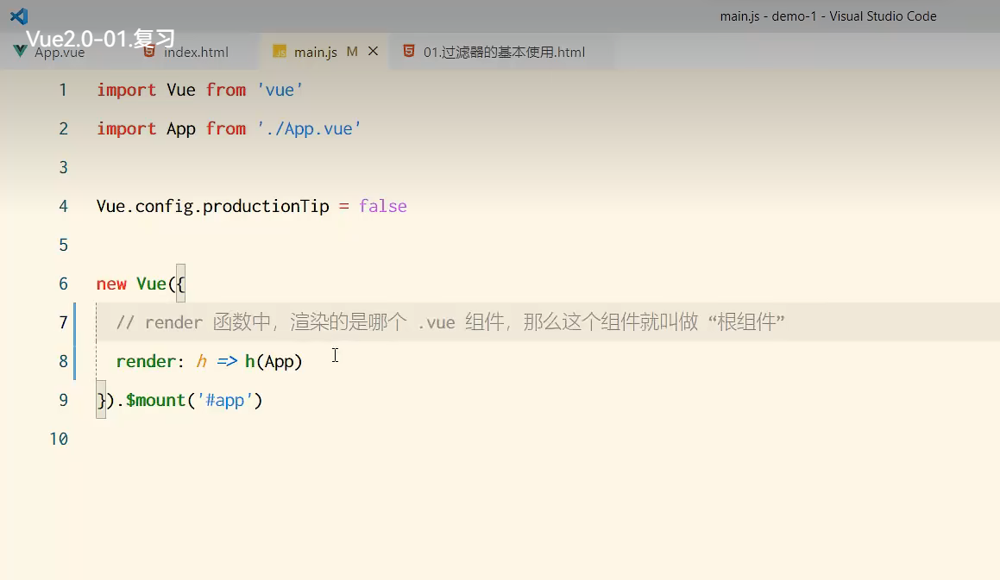 main.js - demo-1 - Visual Studio Code
Vue2.0-01.复习
App.vue index.html main.js M 01.过滤器的基本使用.html
1 import Vue from 'vue'
2 import App from './App.vue'
3
4 Vue.config.productionTip = false
5
6 new Vue({
7 // render 函数中，渲染的是哪个 .vue 组件，那么这个组件就叫做 “根组件”
8 render: h => h(App)
9 }).$mount('#app')
10